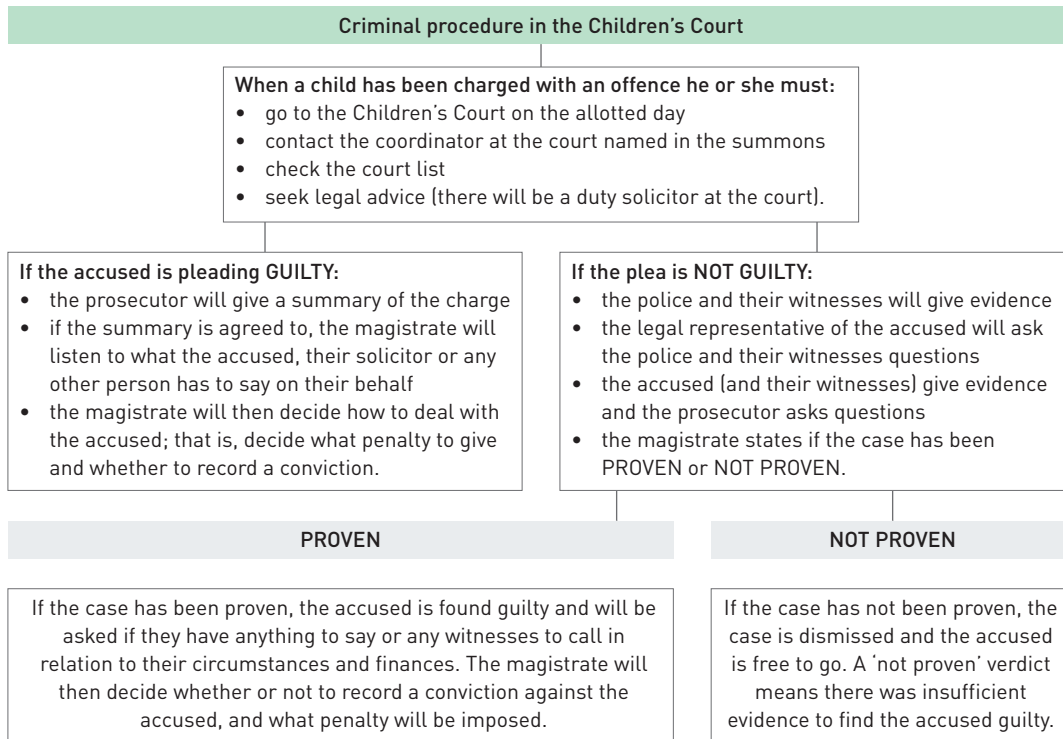 Criminal procedure in the Children's Court
When a child has been charged with an offence he or she must:
• go to the Children's Court on the allotted day
• contact the coordinator at the court named in the summons
• check the court list
• seek legal advice (there will be a duty solicitor at the court).
If the accused is pleading GUILTY:
• the prosecutor will give a summary of the charge
• if the summary is agreed to, the magistrate will
listen to what the accused, their solicitor or any
other person has to say on their behalf
• the magistrate will then decide how to deal with
the accused; that is, decide what penalty to give
and whether to record a conviction.
If the plea is NOT GUILTY:
• the police and their witnesses will give evidence
• the legal representative of the accused will ask
the police and their witnesses questions
• the accused (and their witnesses) give evidence
and the prosecutor asks questions
• the magistrate states if the case has been
PROVEN or NOT PROVEN.
PROVEN
If the case has been proven, the accused is found guilty and will be
asked if they have anything to say or any witnesses to call in
relation to their circumstances and finances. The magistrate will
then decide whether or not to record a conviction against the
accused, and what penalty will be imposed.
NOT PROVEN
If the case has not been proven, the
case is dismissed and the accused
is free to go. A 'not proven' verdict
means there was insufficient
evidence to find the accused guilty.